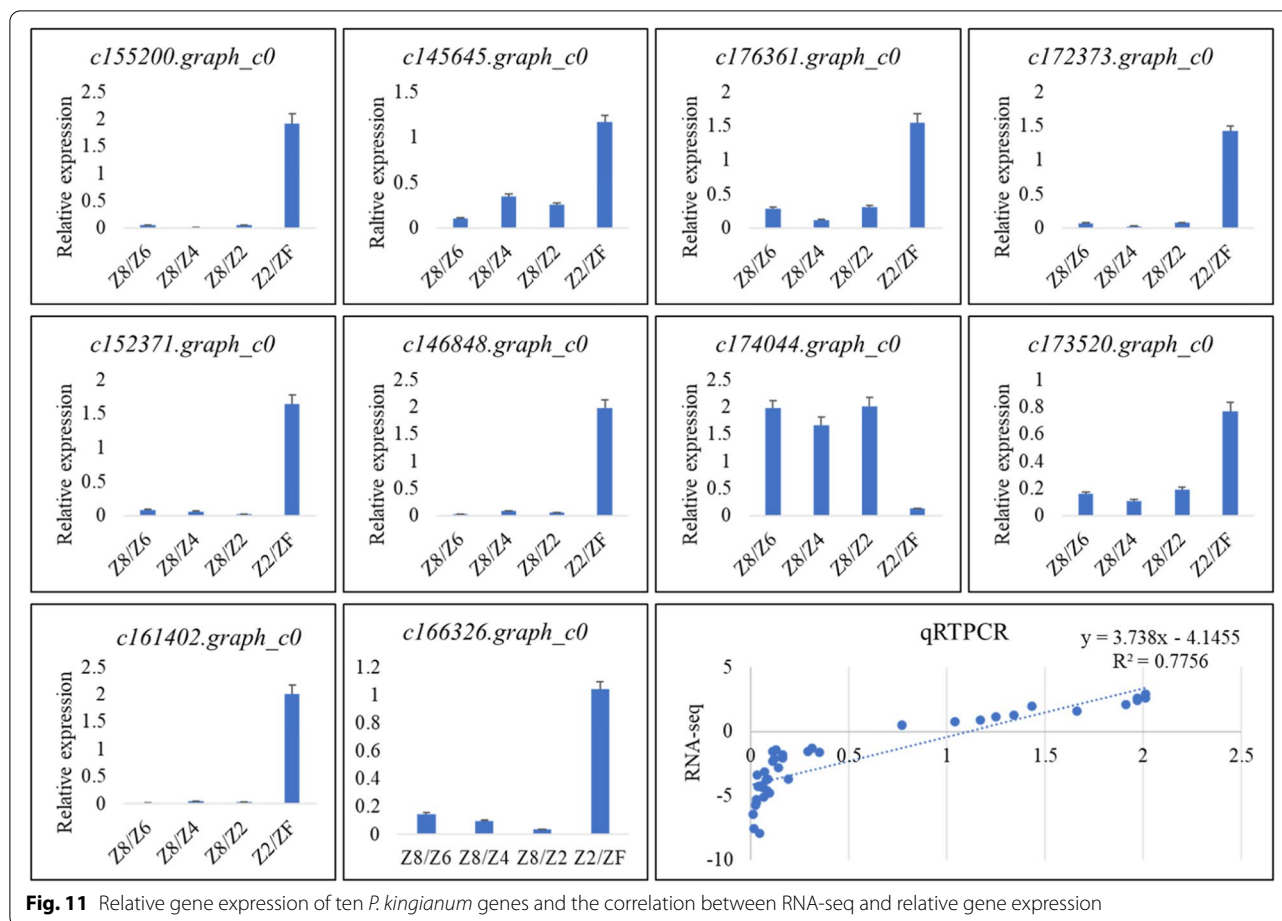 c155200.graph_c0
Relative expression
2.5
2
1.5
1
0.5
0
Z8/Z6
Z8/Z4
Z8/Z2
Z2/ZF
c145645.graph_c0
Ralative expression
1.5
1
0.5
0
Z8/Z6
Z8/Z4
Z8/Z2
Z2/ZF
c176361.graph_c0
Relative expression
2
1.5
1
0.5
0
Z8/Z6
Z8/Z4
Z8/Z2
Z2/ZF
c172373.graph_c0
Relative expression
2
1.5
1
0.5
0
Z8/Z6
Z8/Z4
Z8/Z2
Z2/ZF
c152371.graph_c0
Relative expression
2
1.5
1
0.5
0
Z8/Z6
Z8/Z4
Z8/Z2
Z2/ZF
c146848.graph_c0
Relative expression
2.5
2
1.5
1
0.5
0
Z8/Z6
Z8/Z4
Z8/Z2
Z2/ZF
c174044.graph_c0
Relative expression
2.5
2
1.5
1
0.5
0
Z8/Z6
Z8/Z4
Z8/Z2
Z2/ZF
c173520.graph_c0
Relative expression
1
0.8
0.6
0.4
0.2
0
Z8/Z6
Z8/Z4
Z8/Z2
Z2/ZF
c161402.graph_c0
Relative expression
2.5
2
1.5
1
0.5
0
Z8/Z6
Z8/Z4
Z8/Z2
Z2/ZF
c166326.graph_c0
Relative expression
1.2
1
0.8
0.6
0.4
0.2
0
Z8/Z6 Z8/Z4 Z8/Z2 Z2/ZF
qRTPCR
y = 3.738x - 4.1455
R² = 0.7756
RNA-seq
5
0
-5
-10
0 0.5 1 1.5 2 2.5
Fig. 11 Relative gene expression of ten P. kingianum genes and the correlation between RNA-seq and relative gene expression